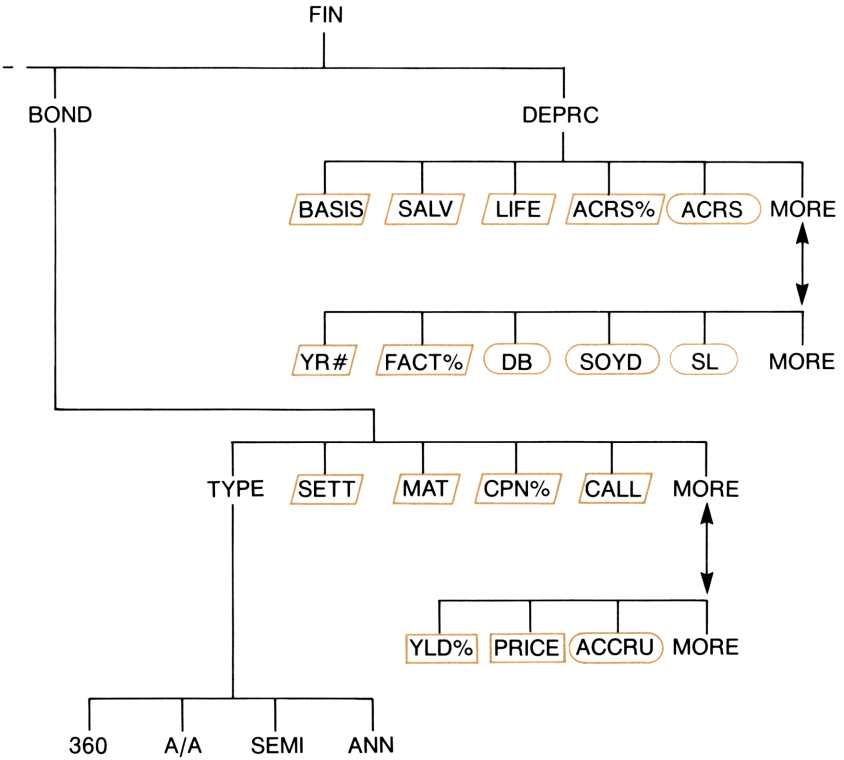 FIN
BOND DEPRC
BASIS SALV LIFE ACRS% ACRS MORE
YR# FACT% DB SOYD SL MORE
TYPE SETT MAT CPN% CALL MORE
YLD% PRICE ACCRU MORE
360 A/A SEMI ANN